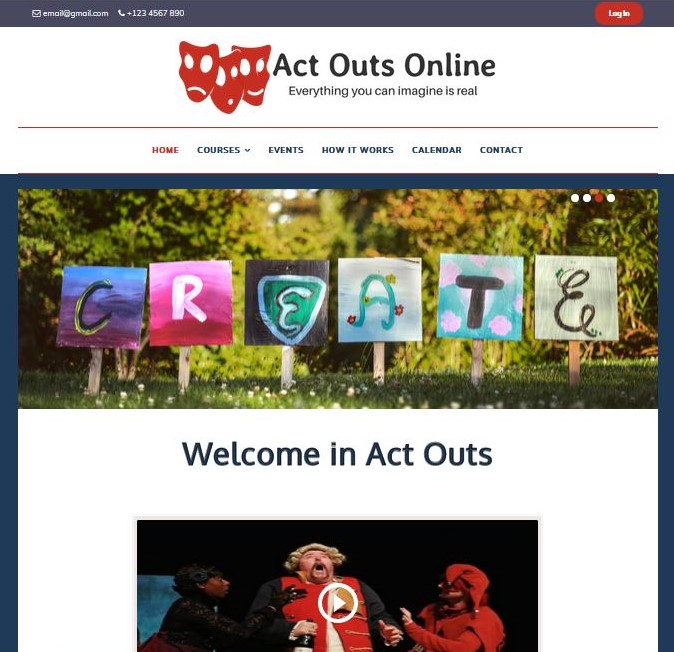 email@gmail.com +123 4567 890 Log In
Act Outs Online
Everything you can imagine is real
HOME COURSES EVENTS HOW IT WORKS CALENDAR CONTACT
CREATE
Welcome in Act Outs